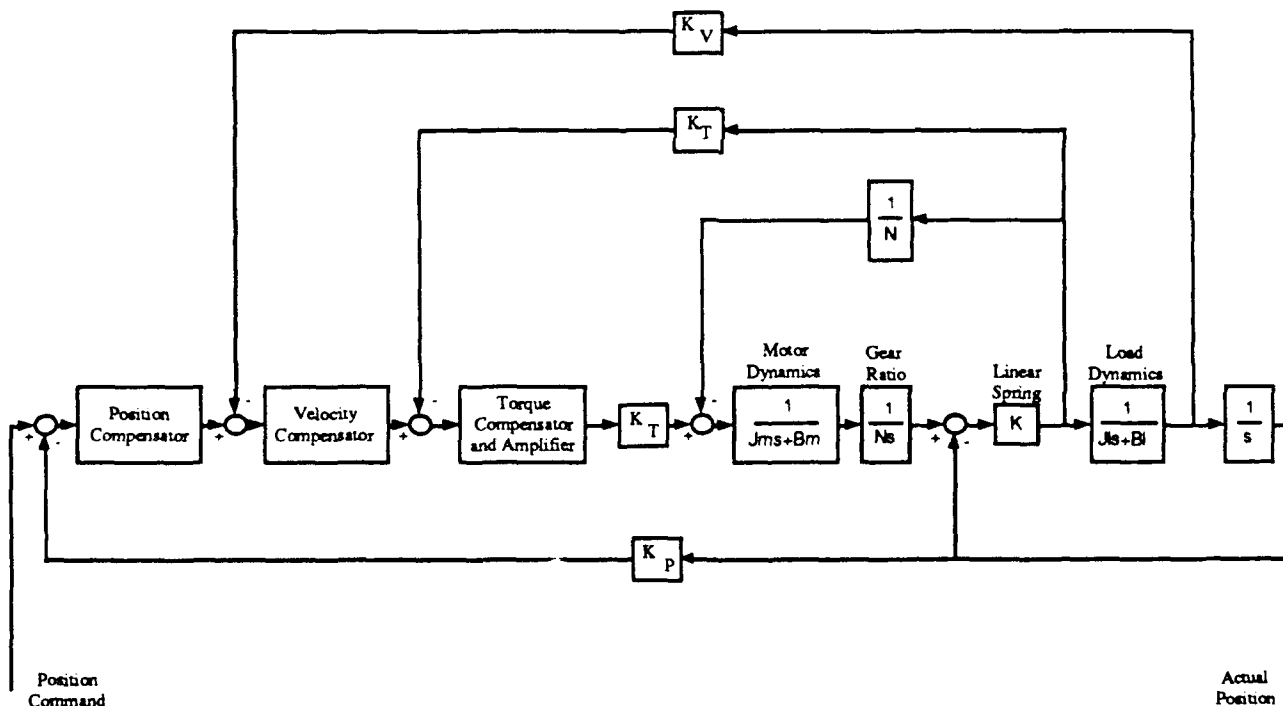 K V
K T
1
N
Motor
Dynamics
Gear
Ratio
Linear
Spring
Load
Dynamics
Position
Compensator
Velocity
Compensator
Torque
Compensator
and Amplifier
K T
1
Jms+Bm
1
Ns
K
1
Jls+Bl
1
s
+
-
+
-
+
-
+
-
+
-
K P
Position
Command
Actual
Position